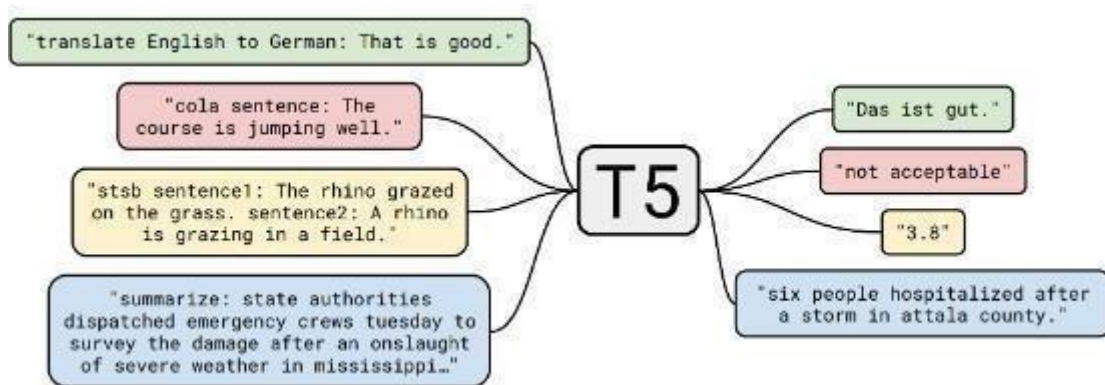 "translate English to German: That is good."
"cola sentence: The
course is jumping well."
"stsb sentence1: The rhino grazed
on the grass. sentence2: A rhino
is grazing in a field."
"summarize: state authorities
dispatched emergency crews tuesday to
survey the damage after an onslaught
of severe weather in mississippi…"
T5
"Das ist gut."
"not acceptable"
"3.8"
"six people hospitalized after
a storm in attala county."